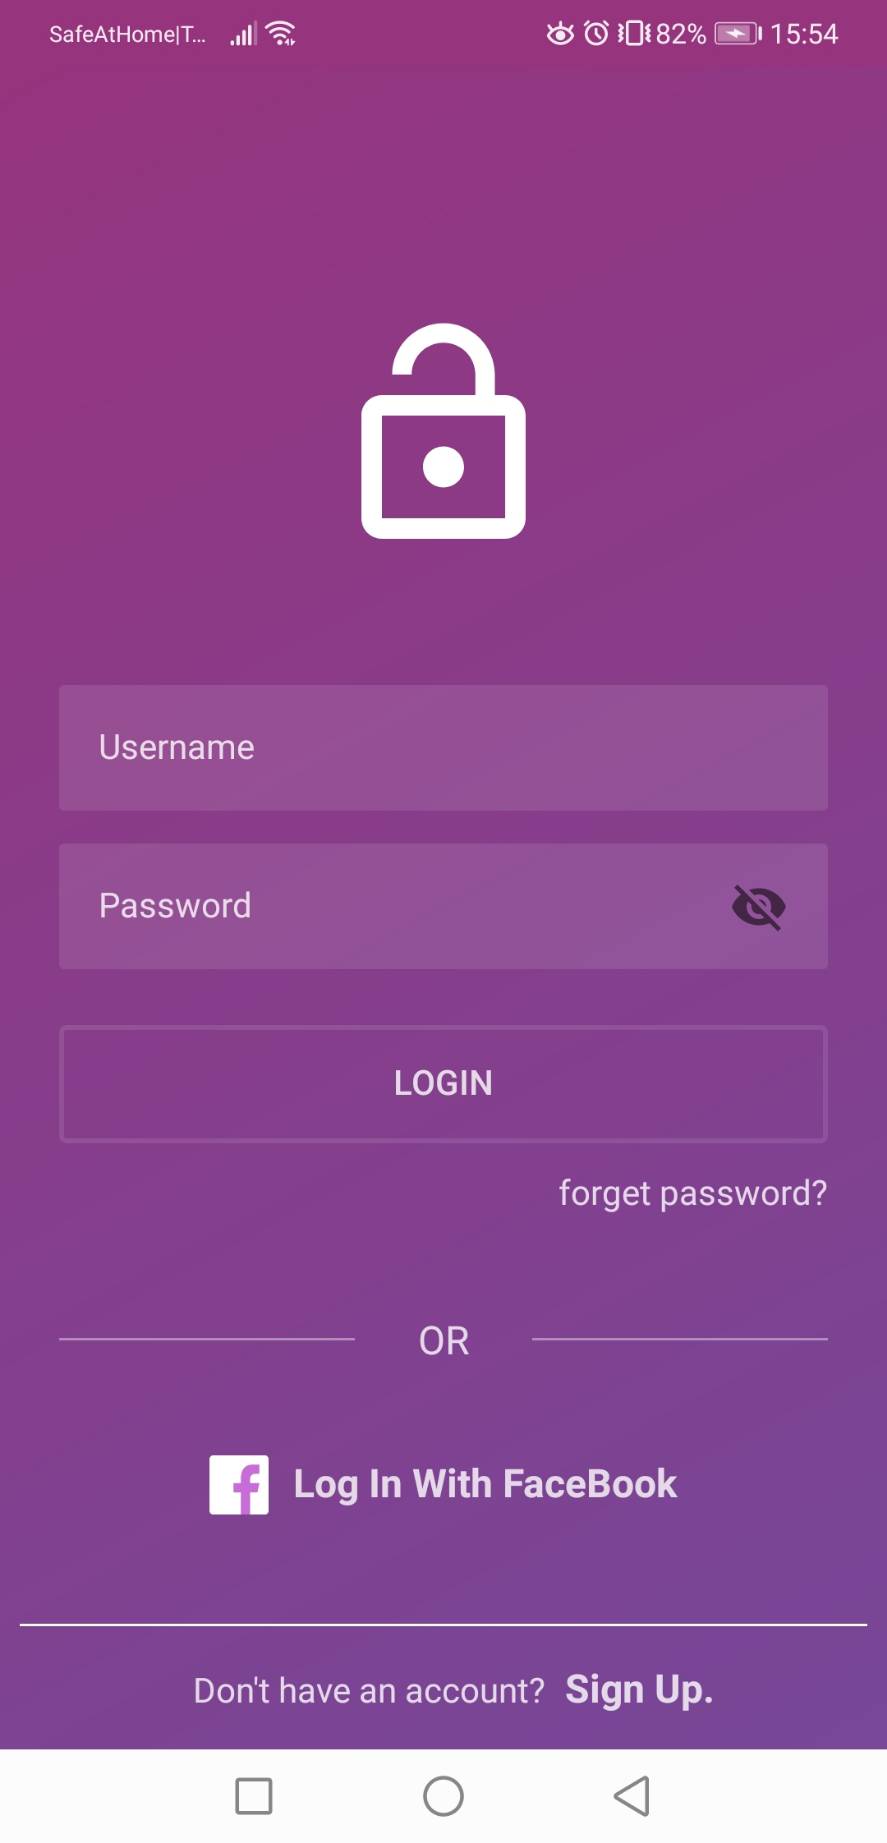 SafeAtHome|T... 82% 15:54
Username
Password
LOGIN
forget password?
OR
Log In With FaceBook
Don't have an account? Sign Up.